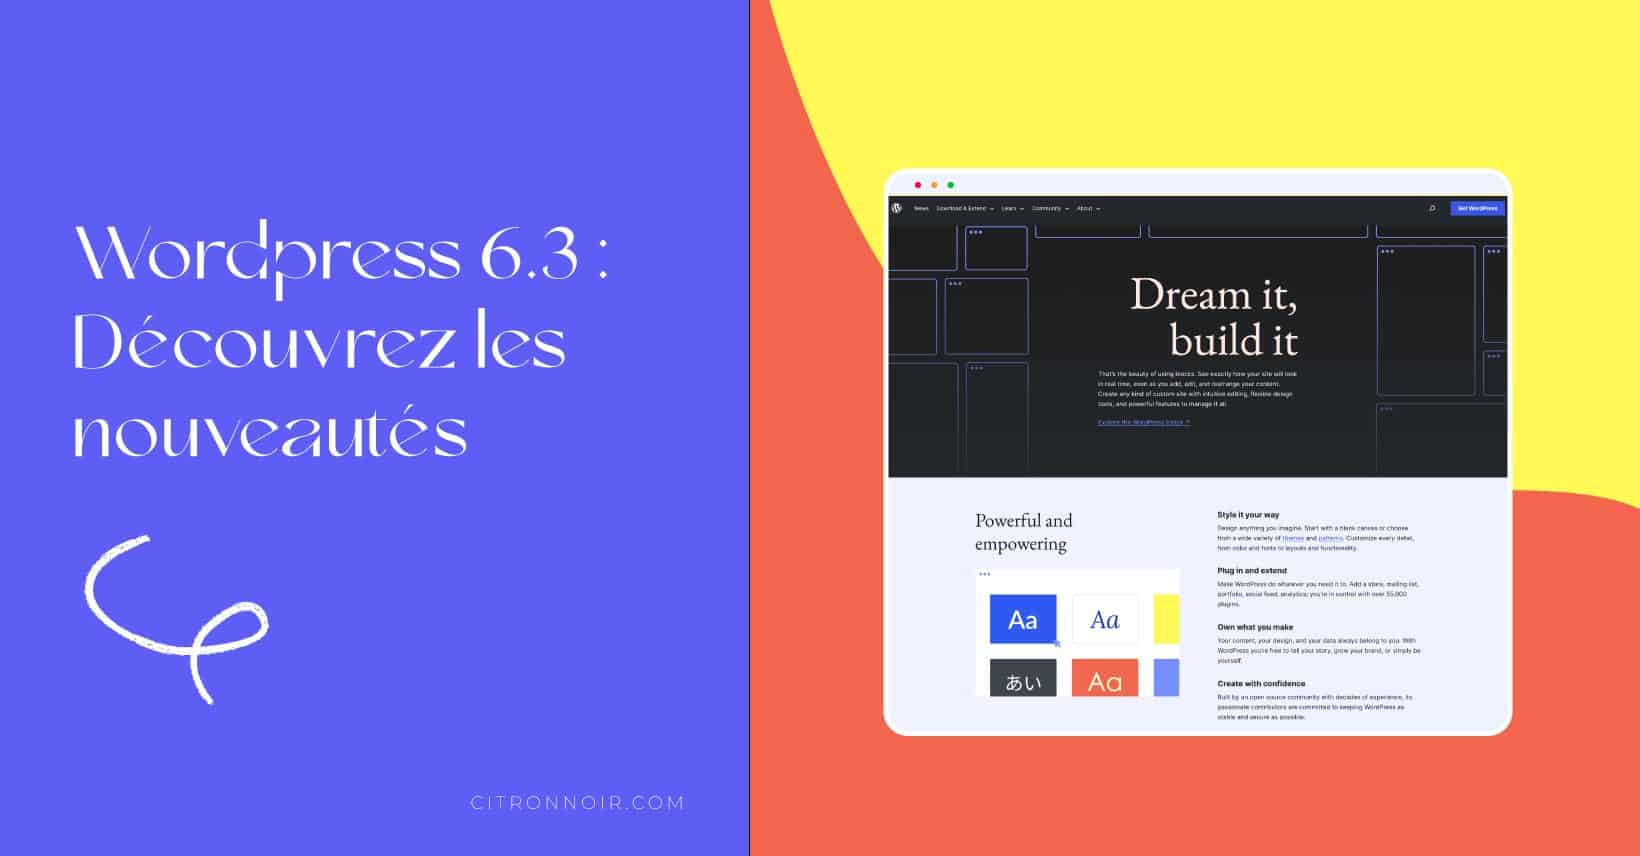 Wordpress 6.3 :
Découvrez les
nouveautés
CITRONNOIR.COM
News Download & Extend Learn Community About
Get WordPress
Dream it,
build it
That's the beauty of using blocks. See exactly how your site will look
in real time, even as you add, edit, and rearrange your content.
Create any kind of custom site with intuitive editing, flexible design
tools, and powerful features to manage it all.
Explore the WordPress Editor ↗
Powerful and
empowering
Aa Aa
あい Aa
Style it your way
Design anything you imagine. Start with a blank canvas or choose
from a wide variety of themes and patterns. Customize every detail,
from color and fonts to layouts and functionality.
Plug in and extend
Make WordPress do whatever you need it to. Add a store, mailing list,
portfolio, social feed, analytics; you're in control with over 55,000
plugins.
Own what you make
Your content, your design, and your data always belong to you. With
WordPress you're free to tell your story, grow your brand, or simply be
yourself.
Create with confidence
Built by an open source community with decades of experience, its
passionate contributors are committed to keeping WordPress as
stable and secure as possible.